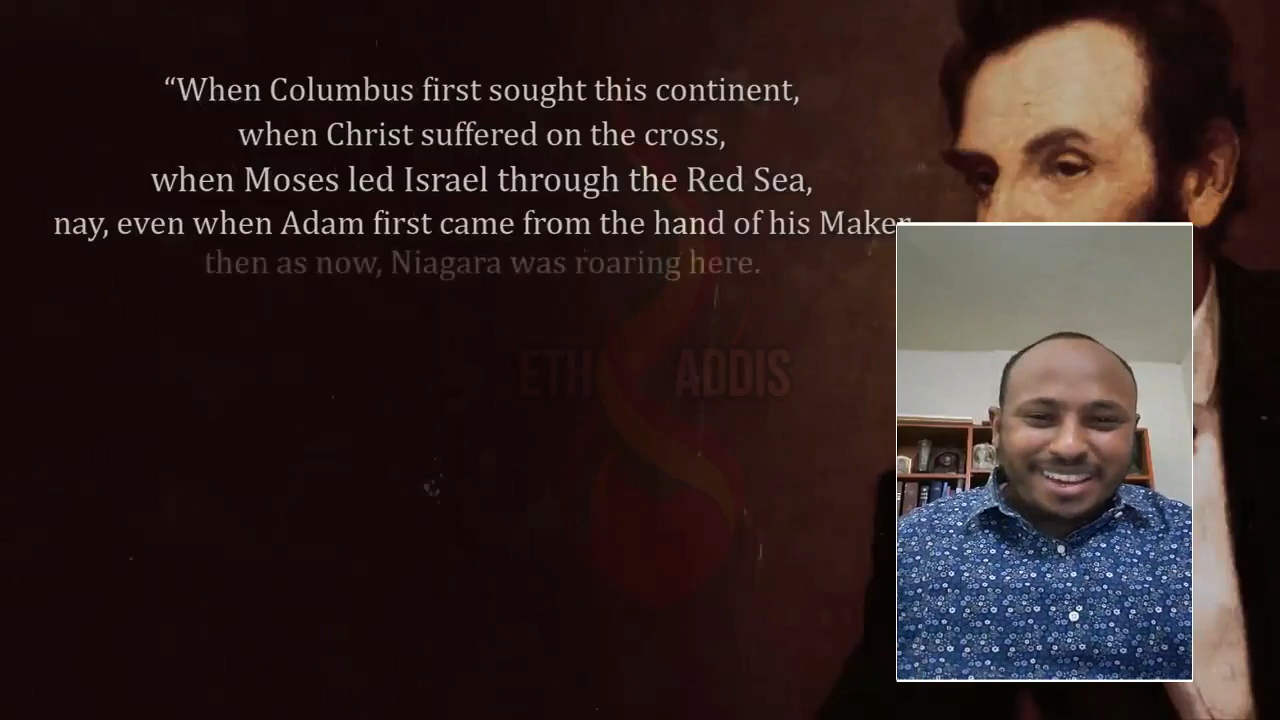 “When Columbus first sought this continent,
when Christ suffered on the cross,
when Moses led Israel through the Red Sea,
nay, even when Adam first came from the hand of his Maker
then as now, Niagara was roaring here.
ETH ADDIS